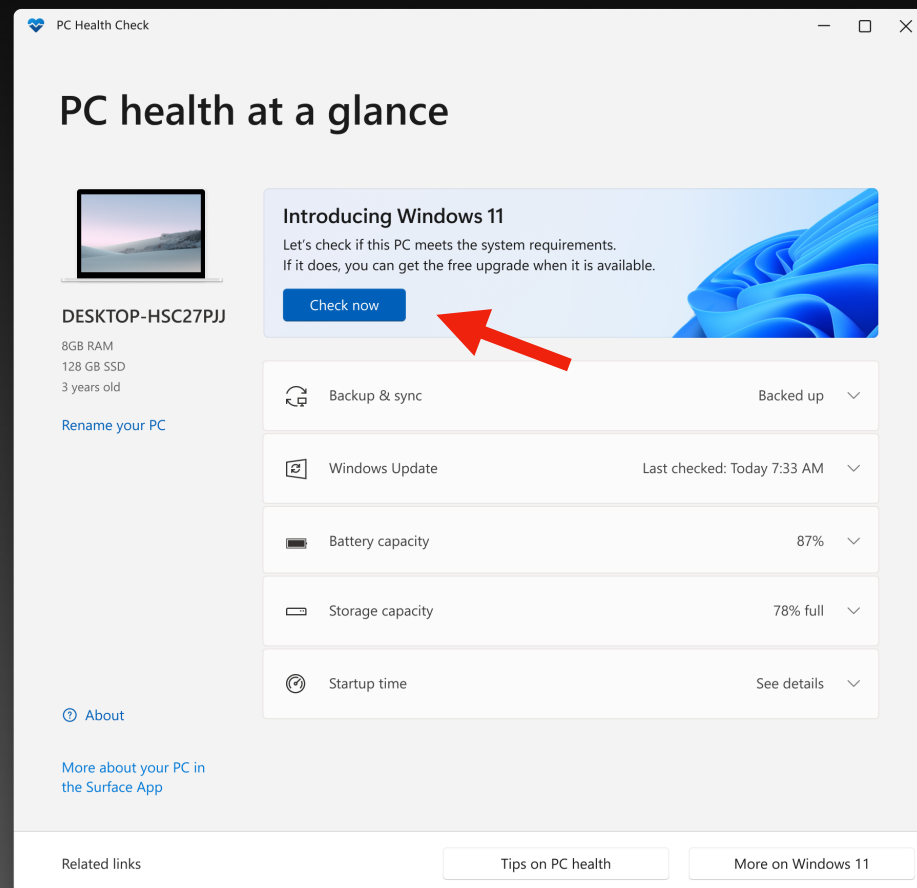 PC Health Check
PC health at a glance
Introducing Windows 11
Let's check if this PC meets the system requirements.
If it does, you can get the free upgrade when it is available.
Check now
DESKTOP-HSC27PJJ
8GB RAM
128 GB SSD
3 years old
Rename your PC
Backup & sync Backed up
Windows Update Last checked: Today 7:33 AM
Battery capacity 87%
Storage capacity 78% full
Startup time See details
About
More about your PC in
the Surface App
Related links Tips on PC health More on Windows 11